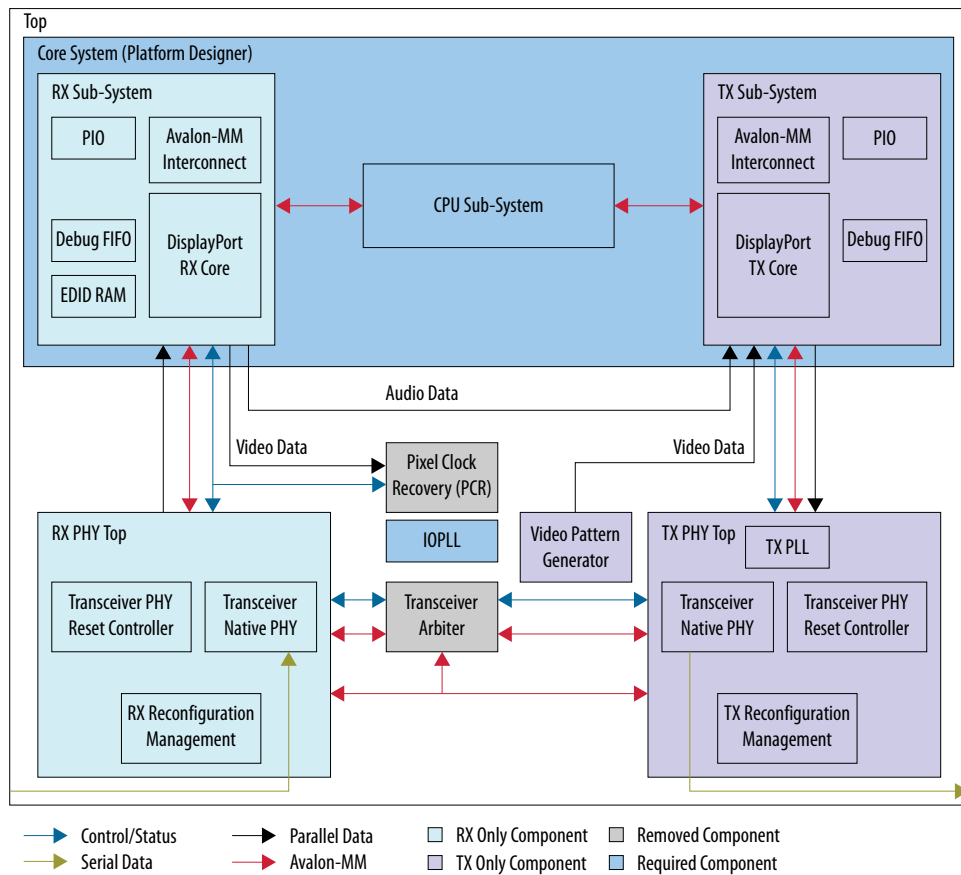 Top
Core System (Platform Designer)
RX Sub-System
PIO
Avalon-MM
Interconnect
Debug FIFO
EDID RAM
DisplayPort
RX Core
CPU Sub-System
TX Sub-System
Avalon-MM
Interconnect
PIO
DisplayPort
TX Core
Debug FIFO
Audio Data
Video Data
Pixel Clock
Recovery (PCR)
Video Data
IOPLL
Video Pattern
Generator
RX PHY Top
Transceiver PHY
Reset Controller
Transceiver
Native PHY
RX Reconfiguration
Management
Transceiver
Arbiter
TX PHY Top
TX PLL
Transceiver
Native PHY
Transceiver PHY
Reset Controller
TX Reconfiguration
Management
Control/Status
Parallel Data
RX Only Component
Removed Component
Serial Data
Avalon-MM
TX Only Component
Required Component